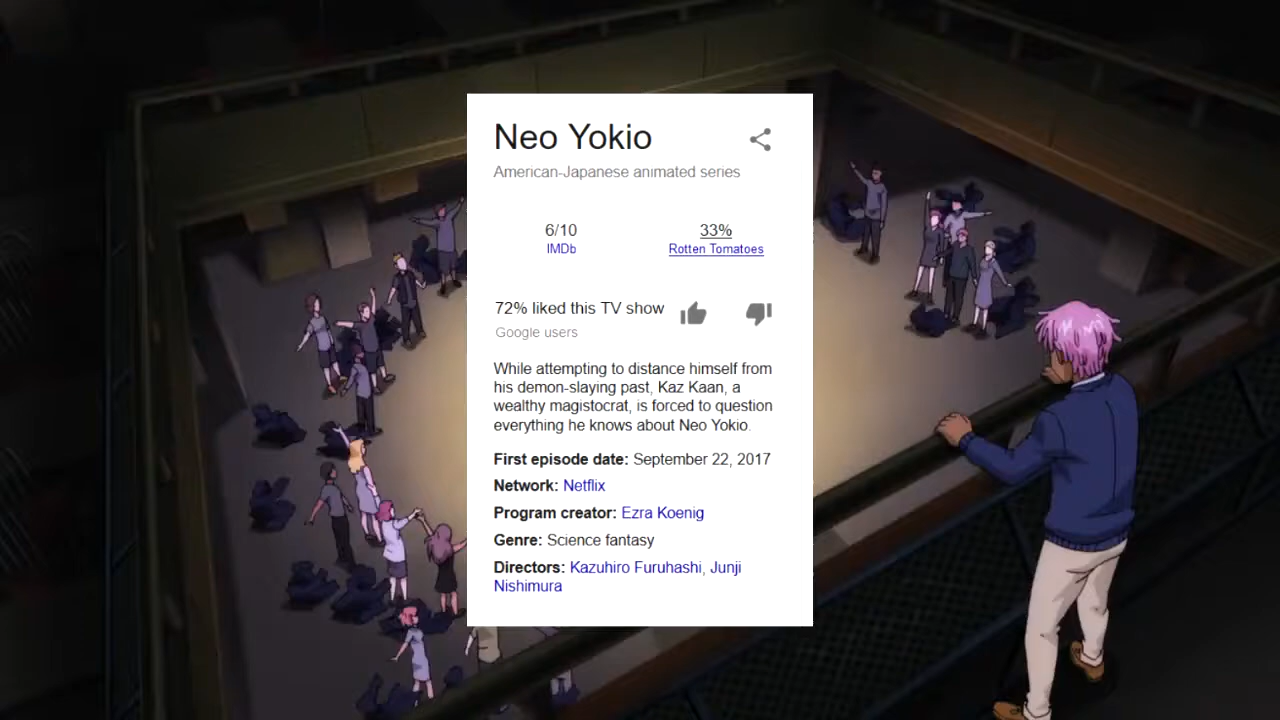 Neo Yokio
American-Japanese animated series
6/10 33%
IMDb Rotten Tomatoes
72% liked this TV show
Google users
While attempting to distance himself from
his demon-slaying past, Kaz Kaan, a
wealthy magistocrat, is forced to question
everything he knows about Neo Yokio.
First episode date: September 22, 2017
Network: Netflix
Program creator: Ezra Koenig
Genre: Science fantasy
Directors: Kazuhiro Furuhashi, Junji
Nishimura